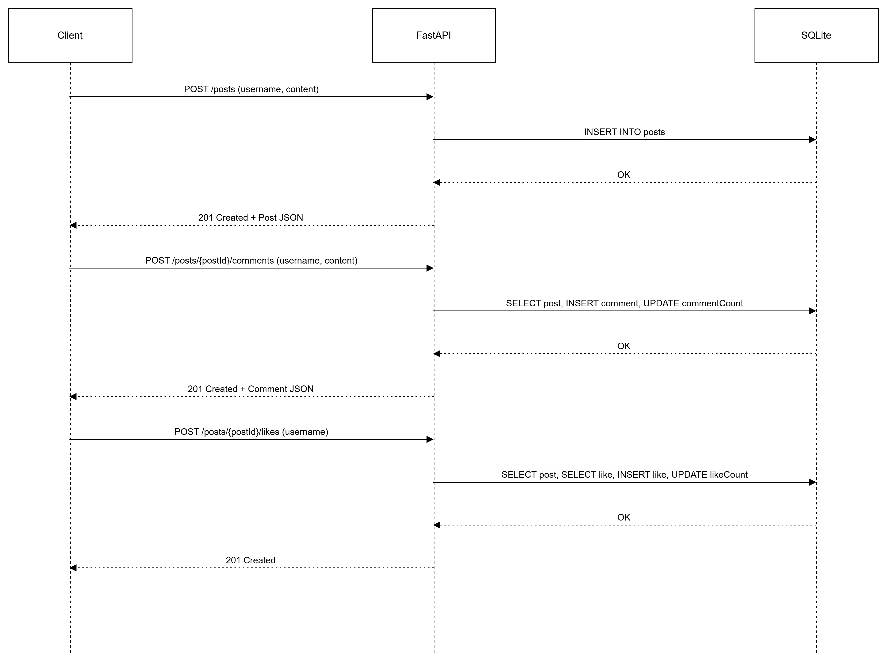 Client
FastAPI
SQLite
POST /posts (username, content)
INSERT INTO posts
OK
201 Created + Post JSON
POST /posts/{postId}/comments (username, content)
SELECT post, INSERT comment, UPDATE commentCount
OK
201 Created + Comment JSON
POST /posts/{postId}/likes (username)
SELECT post, SELECT like, INSERT like, UPDATE likeCount
OK
201 Created